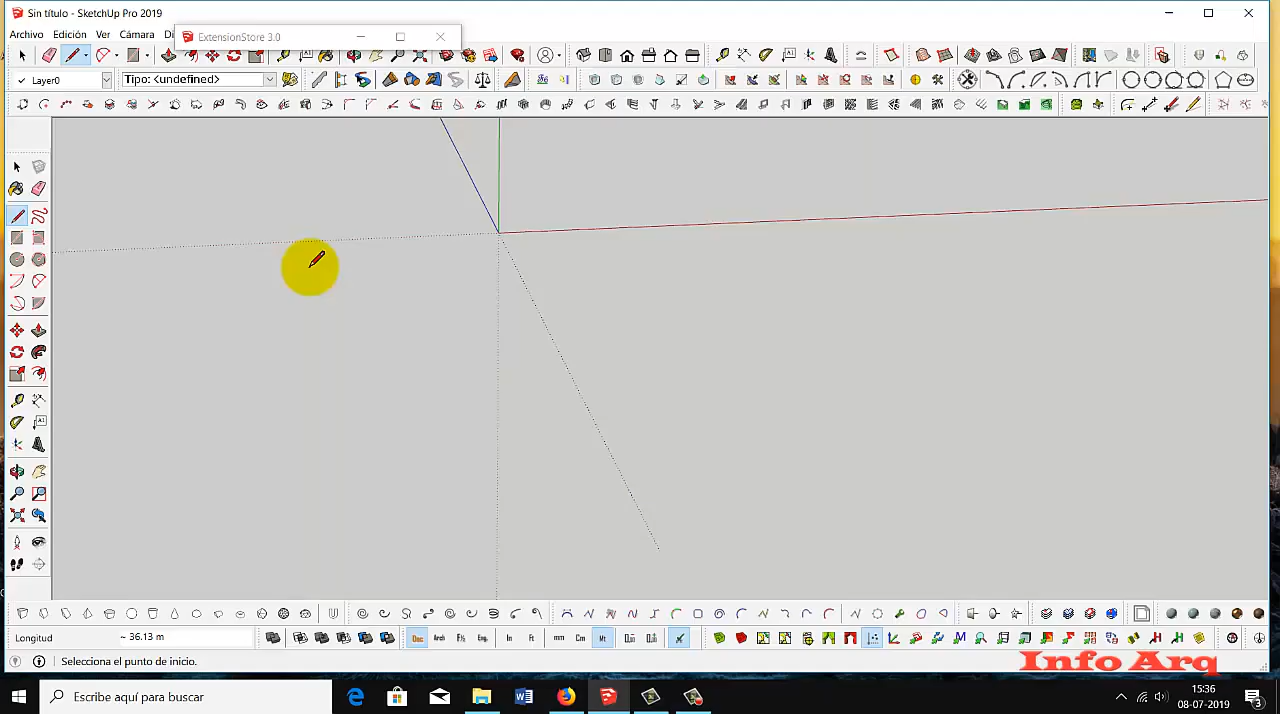 Sin título - SketchUp Pro 2019
Archivo Edición Ver Cámara
ExtensionStore 3.0
Layer0
Tipo: <undefined>
Longitud
~ 36.13 m
Selecciona el punto de inicio.
Info Arq
Escribe aquí para buscar
15:36
08-07-2019
3